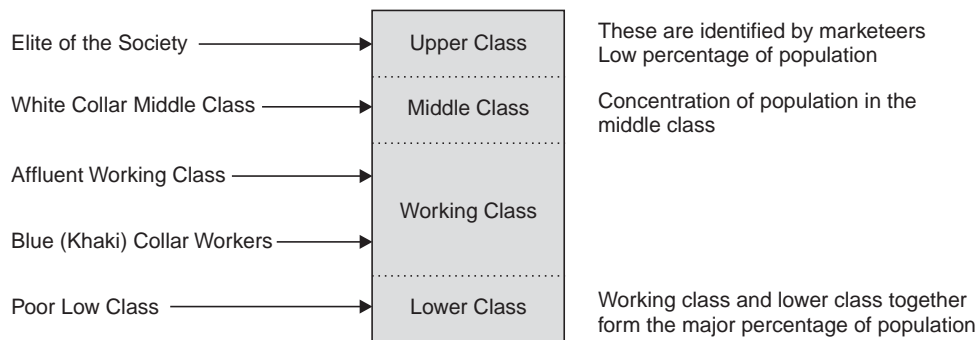 Elite of the Society
Upper Class
These are identified by marketeers
Low percentage of population
White Collar Middle Class
Middle Class
Concentration of population in the
middle class
Affluent Working Class
Working Class
Blue (Khaki) Collar Workers
Poor Low Class
Lower Class
Working class and lower class together
form the major percentage of population